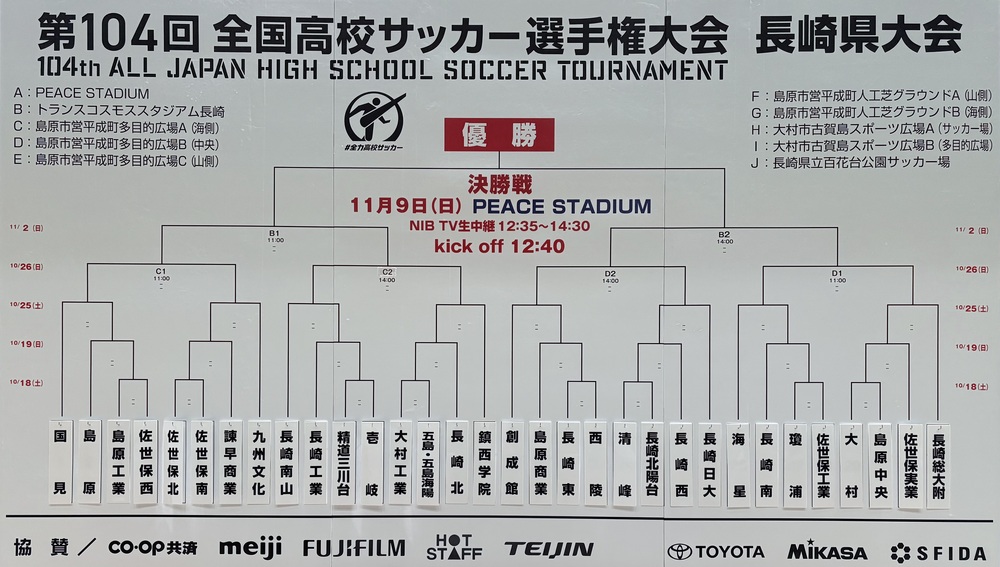 第104回 全国高校サッカー選手権大会 長崎県大会
104th ALL JAPAN HIGH SCHOOL SOCCER TOURNAMENT
A：PEACE STADIUM
B：トランスコスモススタジアム長崎
C：島原市営平成町多目的広場A（海側）
D：島原市営平成町多目的広場B（中央）
E：島原市営平成町多目的広場C（山側）
#全力高校サッカー
F：島原市営平成町人工芝グラウンドA（山側）
G：島原市営平成町人工芝グラウンドB（海側）
H：大村市古賀島スポーツ広場A（サッカー場）
I：大村市古賀島スポーツ広場B（多目的広場）
J：長崎県立百花台公園サッカー場
優勝
決勝戦
11月9日（日） PEACE STADIUM
NIB TV生中継 12:35〜14:30
kick off 12:40
11/2（日）
B1
11:00
B2
14:00
11/2（日）
10/26（日）
C1
11:00
C2
14:00
D2
14:00
D1
11:00
10/26（日）
10/25（土）
10/25（土）
10/19（日）
10/19（日）
10/18（土）
10/18（土）
国見
島原
島原工業
佐世保西
佐世保北
佐世保南
諫早商業
九州文化
長崎南山
長崎工業
精道三川台
壱岐
大村工業
五島・五島海陽
長崎北
鎮西学院
創成館
島原商業
長崎東
西陵
清峰
長崎北陽台
長崎西
長崎日大
海星
長崎南
瓊浦
佐世保工業
大村
島原中央
佐世保実業
長崎総大附
協賛／ CO・OP共済 meiji FUJIFILM HOT STAFF TEIJIN TOYOTA MIKASA SFIDA